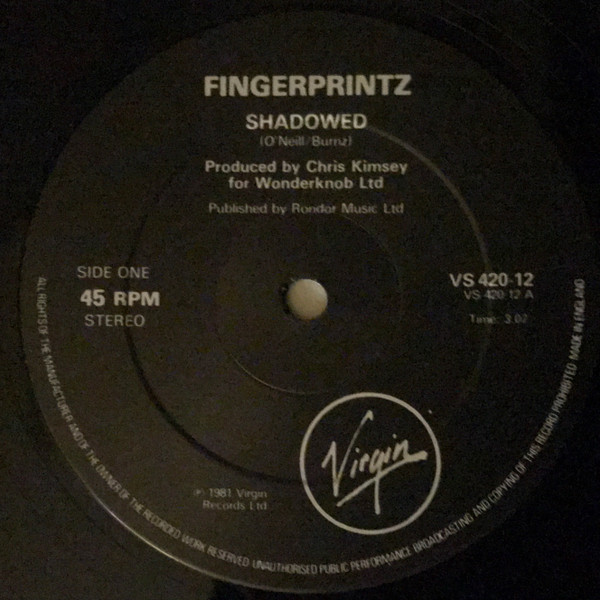 FINGERPRINTZ
SHADOWED
(O'Neill/Burnz)
Produced by Chris Kimsey
for Wonderknob Ltd
Published by Rondor Music Ltd
SIDE ONE
45 RPM
STEREO
VS 420-12
VS 420-12 A
Time: 3.07
Virgin
℗ 1981 Virgin
Records Ltd
ALL RIGHTS OF THE MANUFACTURER AND OF THE OWNER OF THE RECORDED WORK RESERVED UNAUTHORISED PUBLIC PERFORMANCE BROADCASTING AND COPYING OF THIS RECORD PROHIBITED MADE IN ENGLAND